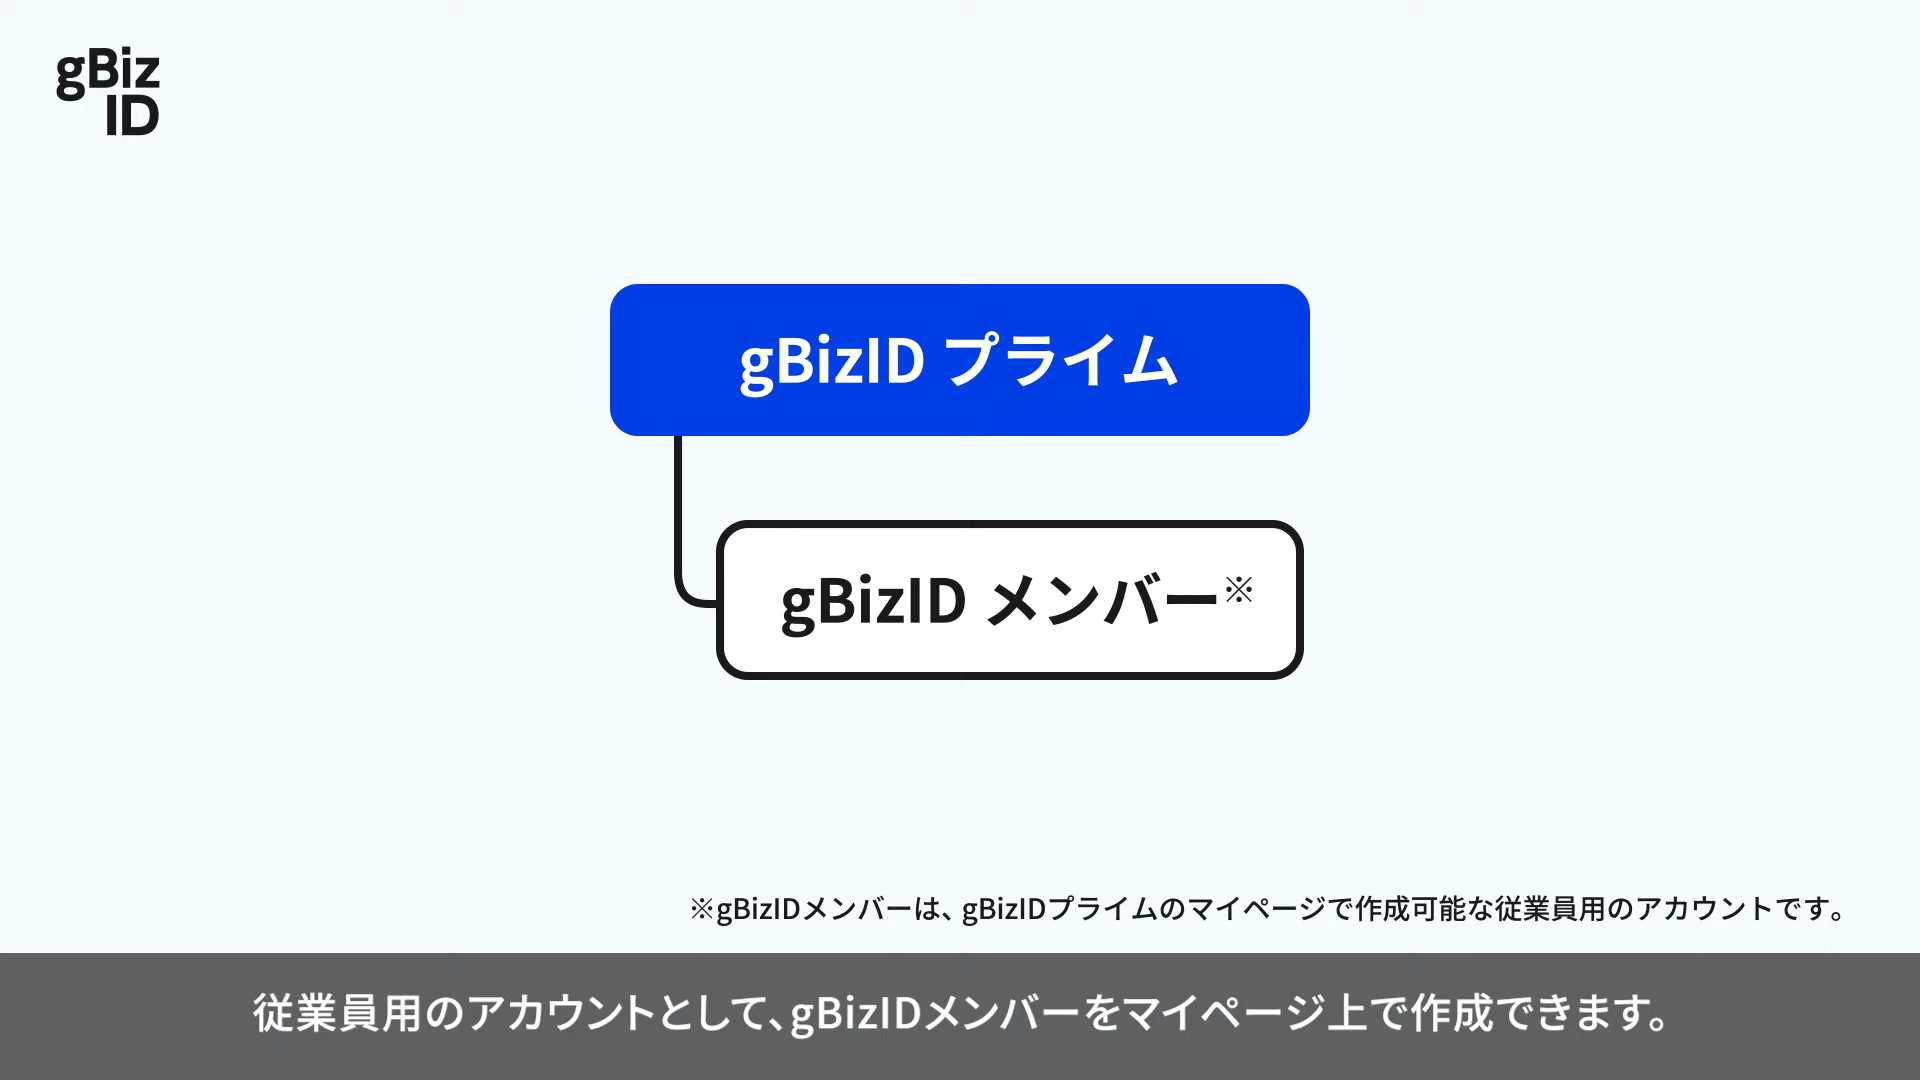 gBiz
ID
gBizID プライム
gBizID メンバー※
※gBizIDメンバーは、gBizIDプライムのマイページで作成可能な従業員用のアカウントです。
従業員用のアカウントとして、gBizIDメンバーをマイページ上で作成できます。